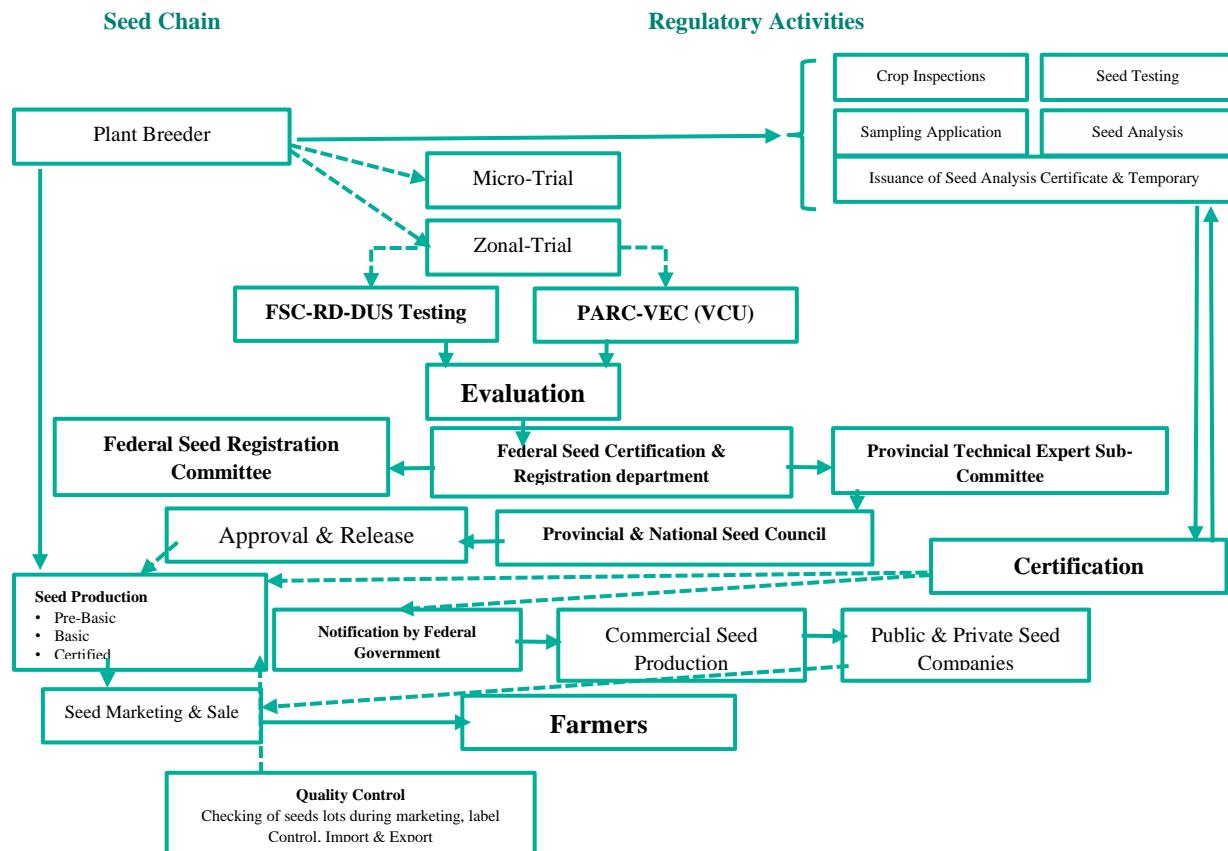 Seed Chain
Regulatory Activities
Crop Inspections
Seed Testing
Plant Breeder
Sampling Application
Seed Analysis
Issuance of Seed Analysis Certificate & Temporary
Micro-Trial
Zonal-Trial
FSC-RD-DUS Testing
PARC-VEC (VCU)
Evaluation
Federal Seed Registration
Committee
Federal Seed Certification &
Registration department
Provincial Technical Expert Sub-
Committee
Approval & Release
Provincial & National Seed Council
Certification
Seed Production
• Pre-Basic
• Basic
• Certified
Notification by Federal
Government
Commercial Seed
Production
Public & Private Seed
Companies
Seed Marketing & Sale
Farmers
Quality Control
Checking of seeds lots during marketing, label
Control, Import & Export